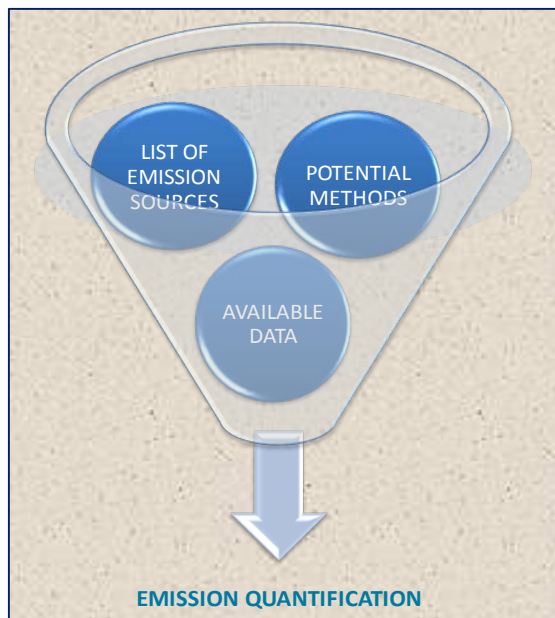 LIST OF
EMISSION
SOURCES
POTENTIAL
METHODS
AVAILABLE
DATA
EMISSION QUANTIFICATION